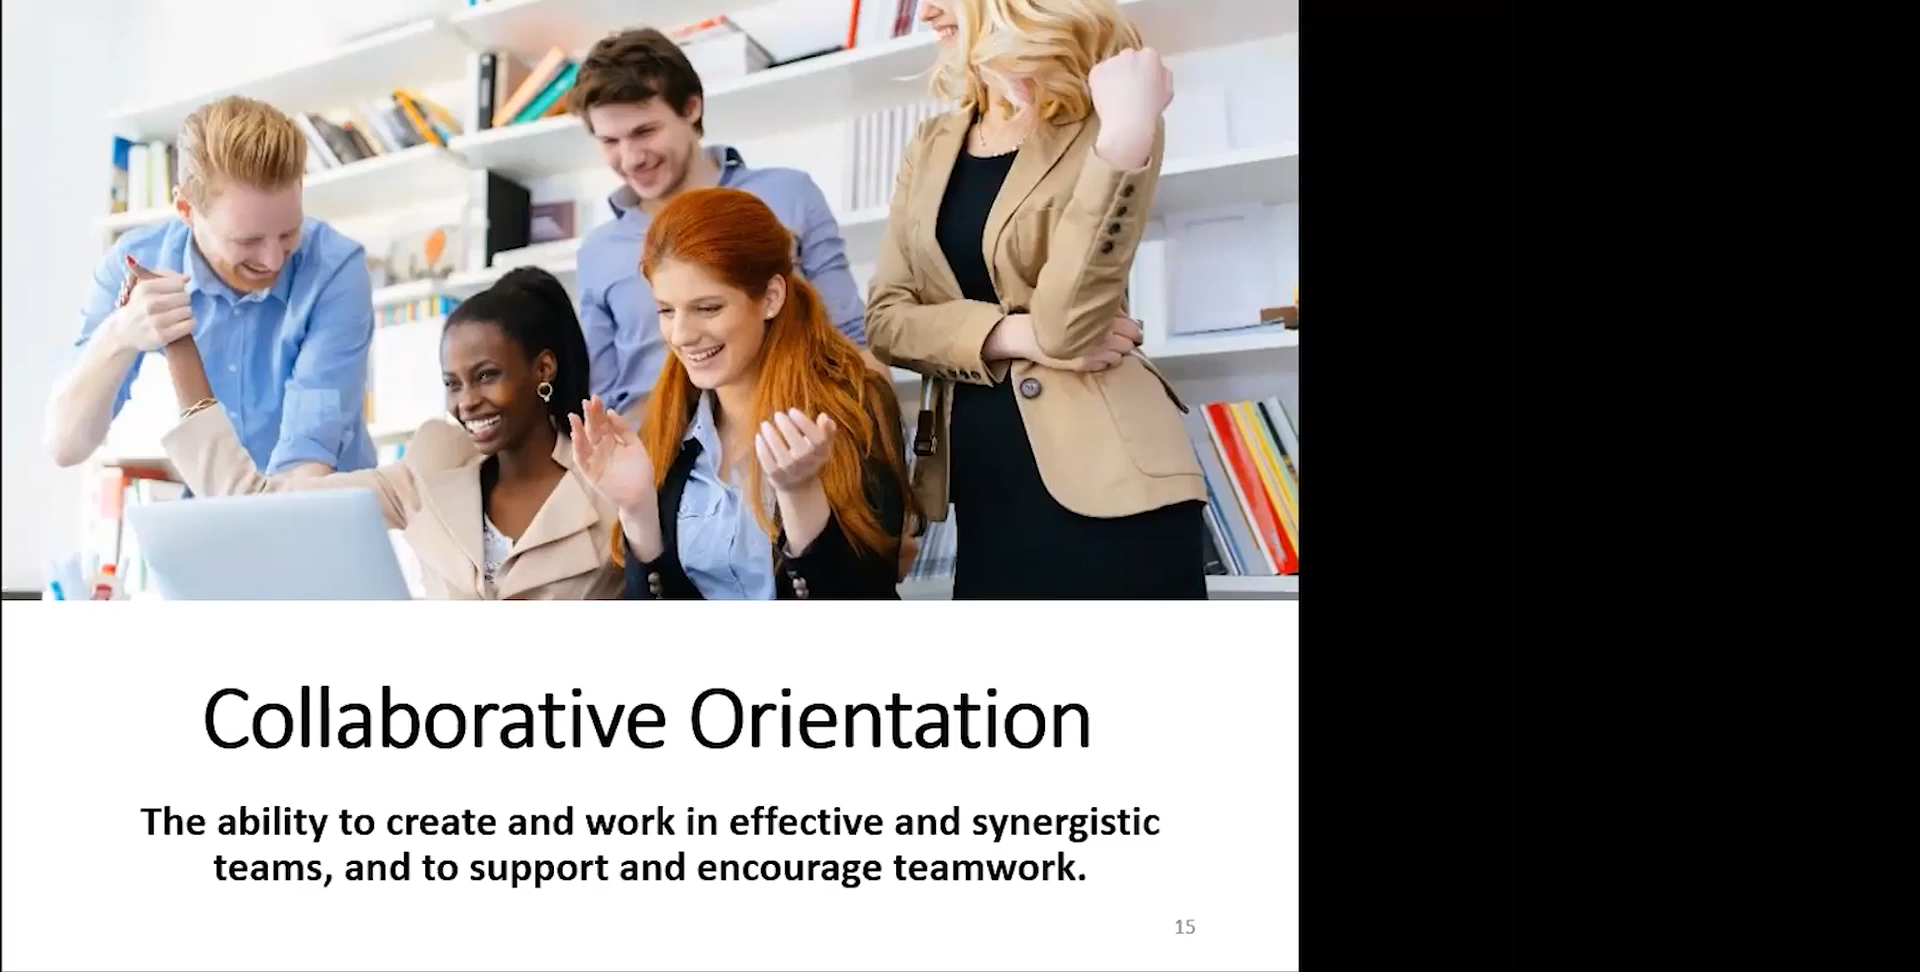 Collaborative Orientation
The ability to create and work in effective and synergistic
teams, and to support and encourage teamwork.
15